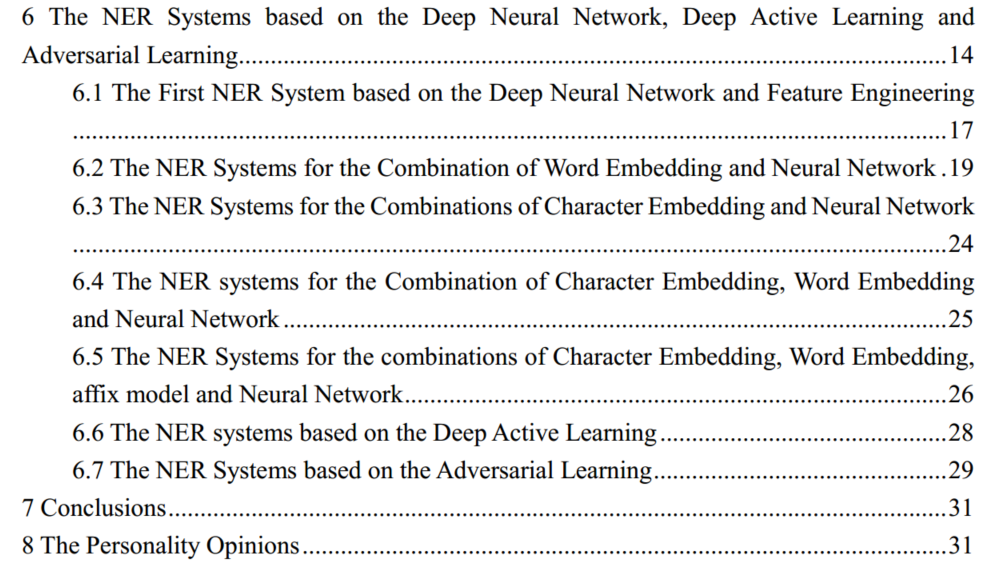 6 The NER Systems based on the Deep Neural Network, Deep Active Learning and
Adversarial Learning....................................................................................................................14
6.1 The First NER System based on the Deep Neural Network and Feature Engineering
............................................................................................................................................17
6.2 The NER Systems for the Combination of Word Embedding and Neural Network .19
6.3 The NER Systems for the Combinations of Character Embedding and Neural Network
............................................................................................................................................24
6.4 The NER systems for the Combination of Character Embedding, Word Embedding
and Neural Network ..........................................................................................................25
6.5 The NER Systems for the combinations of Character Embedding, Word Embedding,
affix model and Neural Network.......................................................................................26
6.6 The NER systems based on the Deep Active Learning ..............................................28
6.7 The NER Systems based on the Adversarial Learning...............................................29
7 Conclusions.............................................................................................................................31
8 The Personality Opinions .......................................................................................................31